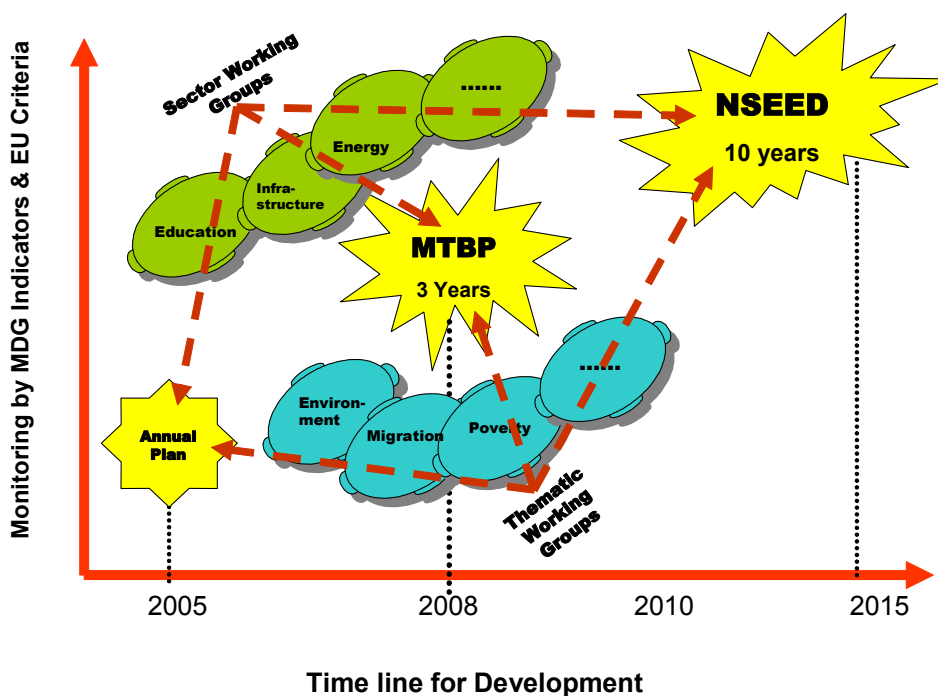 Monitoring by MDG Indicators & EU Criteria
Sector Working
Groups
......
Energy
Infra-
structure
Education
NSEED
10 years
MTBP
3 Years
......
Environ-
ment
Migration
Poverty
Annual
Plan
Thematic
Working
Groups
2005
2008
2010
2015
Time line for Development